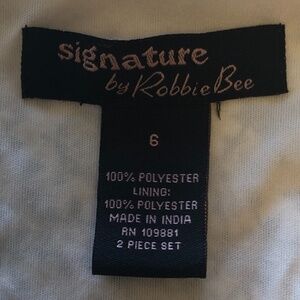 signature
by Robbie Bee
6
100% POLYESTER
LINING:
100% POLYESTER
MADE IN INDIA
RN 109881
2 PIECE SET